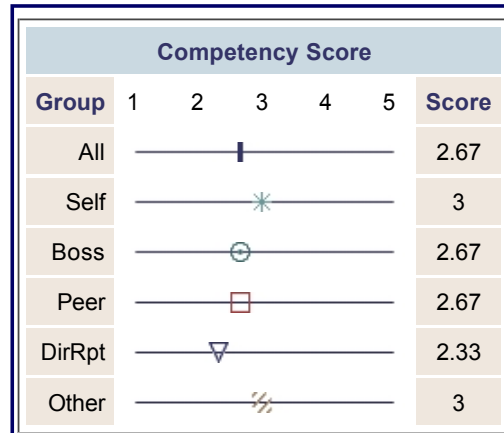 Competency Score
Group 1 2 3 4 5 Score
All 2.67
Self 3
Boss 2.67
Peer 2.67
DirRpt 2.33
Other 3